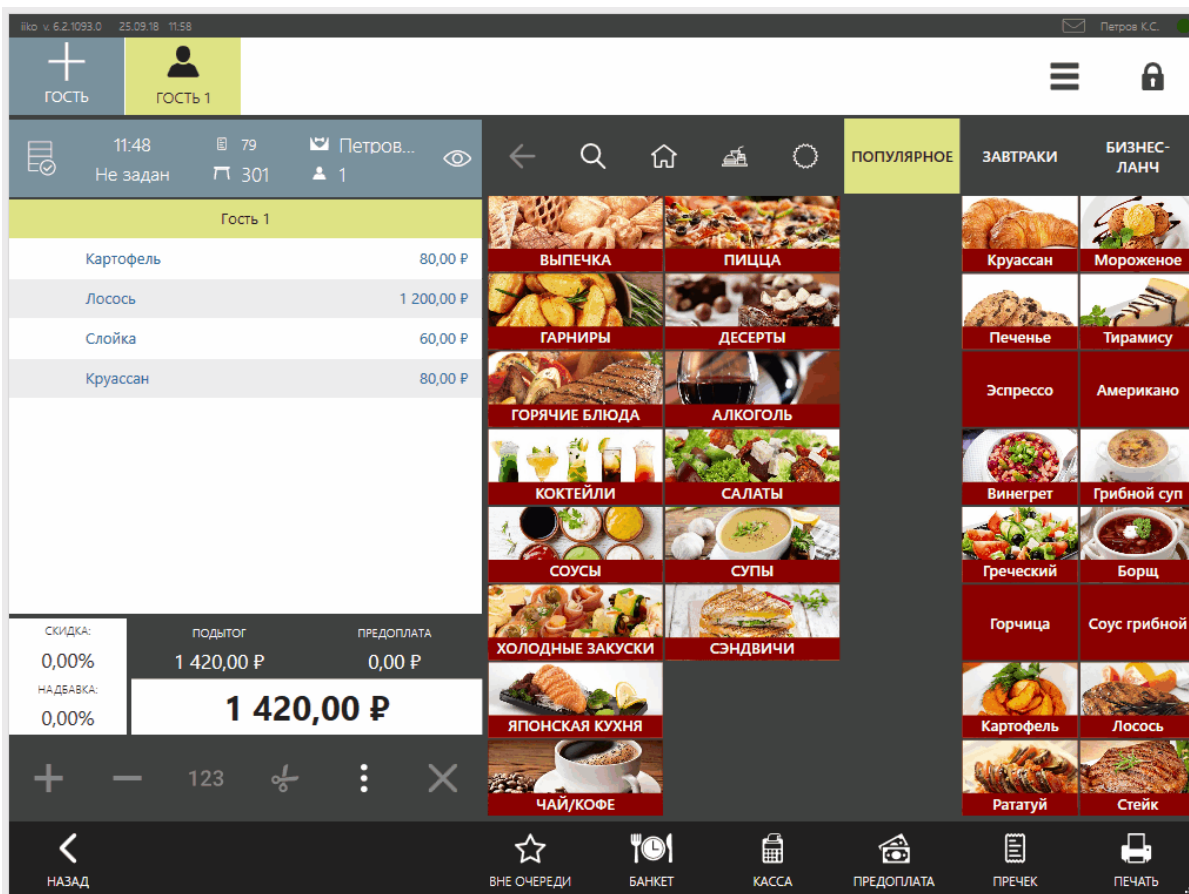 iiko v. 6.2.1093.0 25.09.18 11:58 Петров К.С.
ГОСТЬ ГОСТЬ 1
11:48 79 Петров...
Не задан 301 1
ПОПУЛЯРНОЕ ЗАВТРАКИ БИЗНЕС-
ЛАНЧ
Гость 1
Картофель 80,00 ₽
Лосось 1 200,00 ₽
Слойка 60,00 ₽
Круассан 80,00 ₽
СКИДКА: ПОДЫТОГ ПРЕДОПЛАТА
0,00% 1 420,00 ₽ 0,00 ₽
НАДБАВКА:
0,00% 1 420,00 ₽
123
ВЫПЕЧКА ПИЦЦА Круассан Мороженое
ГАРНИРЫ ДЕСЕРТЫ Печенье Тирамису
Эспрессо Американо
ГОРЯЧИЕ БЛЮДА АЛКОГОЛЬ
КОКТЕЙЛИ САЛАТЫ Винегрет Грибной суп
СОУСЫ СУПЫ Греческий Борщ
Горчица Соус грибной
ХОЛОДНЫЕ ЗАКУСКИ СЭНДВИЧИ
ЯПОНСКАЯ КУХНЯ Картофель Лосось
ЧАЙ/КОФЕ Рататуй Стейк
НАЗАД ВНЕ ОЧЕРЕДИ БАНКЕТ КАССА ПРЕДОПЛАТА ПРЕЧЕК ПЕЧАТЬ